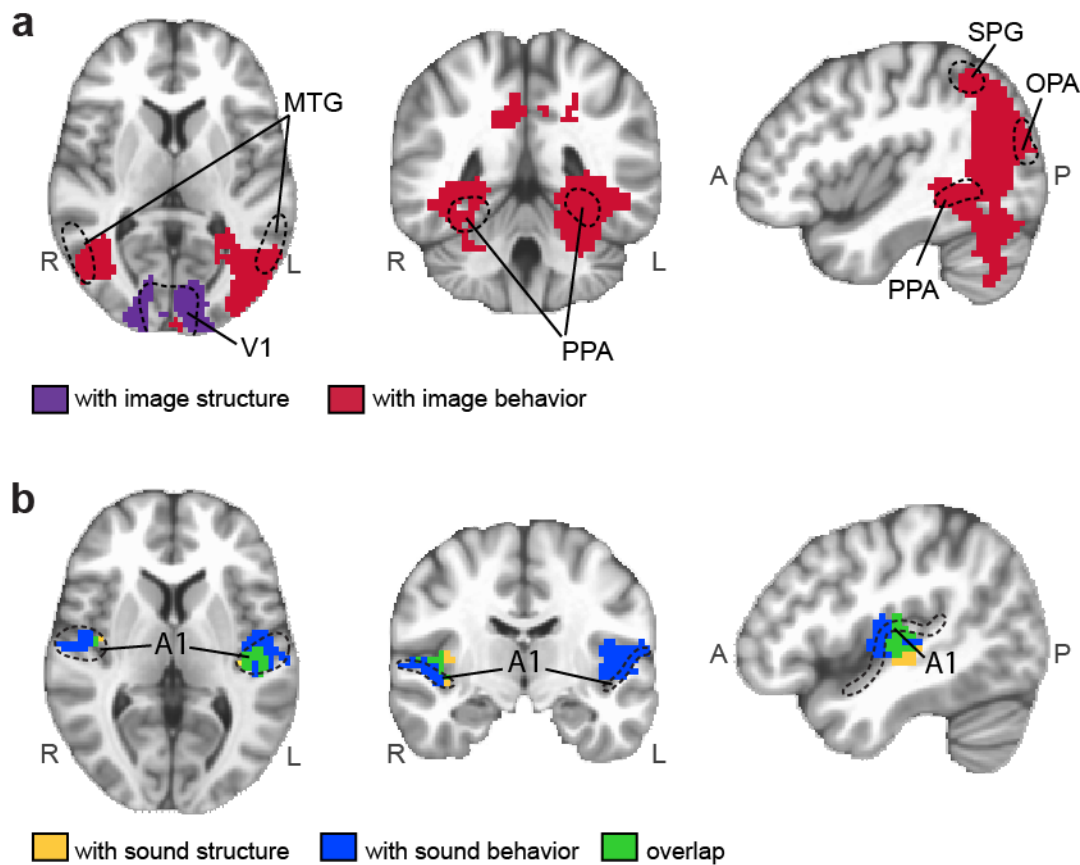 a
SPG
MTG
OPA
A
P
R
L
R
L
PPA
V1
PPA
with image structure
with image behavior
b
A1
A1
A
A1
P
R
L
R
L
with sound structure
with sound behavior
overlap